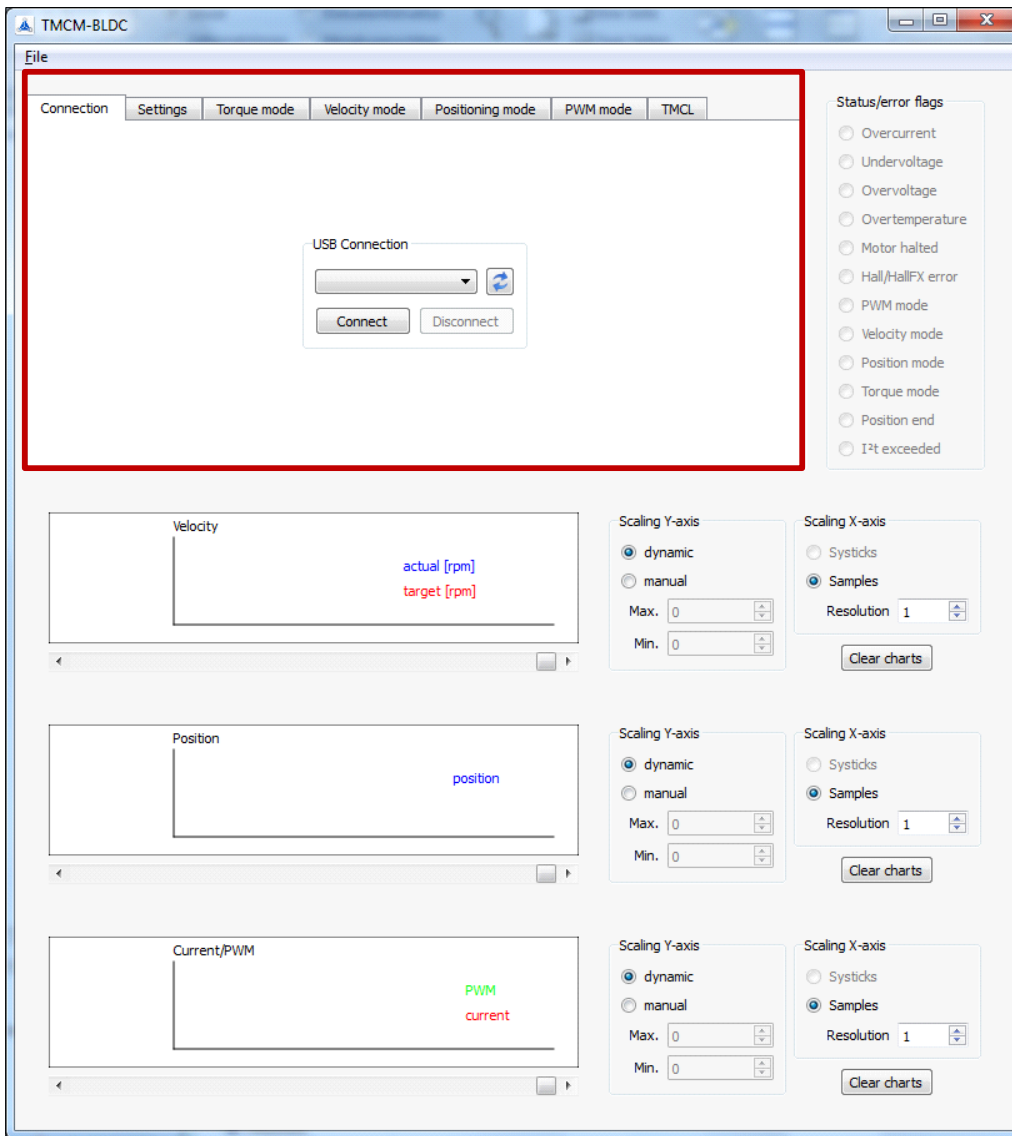 TMCM-BLDC
File
Connection Settings Torque mode Velocity mode Positioning mode PWM mode TMCL
USB Connection
Connect Disconnect
Status/error flags
Overcurrent
Undervoltage
Overvoltage
Overtemperature
Motor halted
Hall/HallFX error
PWM mode
Velocity mode
Position mode
Torque mode
Position end
I²t exceeded
Velocity
actual [rpm]
target [rpm]
Scaling Y-axis
dynamic
manual
Max. 0
Min. 0
Scaling X-axis
Systicks
Samples
Resolution 1
Clear charts
Position
position
Scaling Y-axis
dynamic
manual
Max. 0
Min. 0
Scaling X-axis
Systicks
Samples
Resolution 1
Clear charts
Current/PWM
PWM
current
Scaling Y-axis
dynamic
manual
Max. 0
Min. 0
Scaling X-axis
Systicks
Samples
Resolution 1
Clear charts